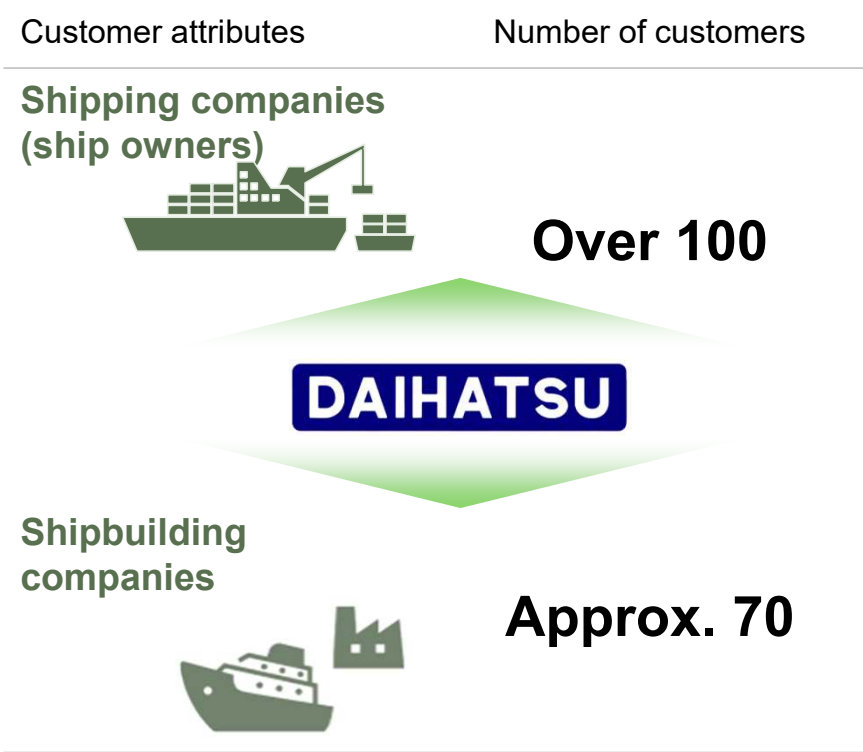 Customer attributes
Number of customers
Shipping companies
(ship owners)
Over 100
DAIHATSU
Shipbuilding
companies
Approx. 70